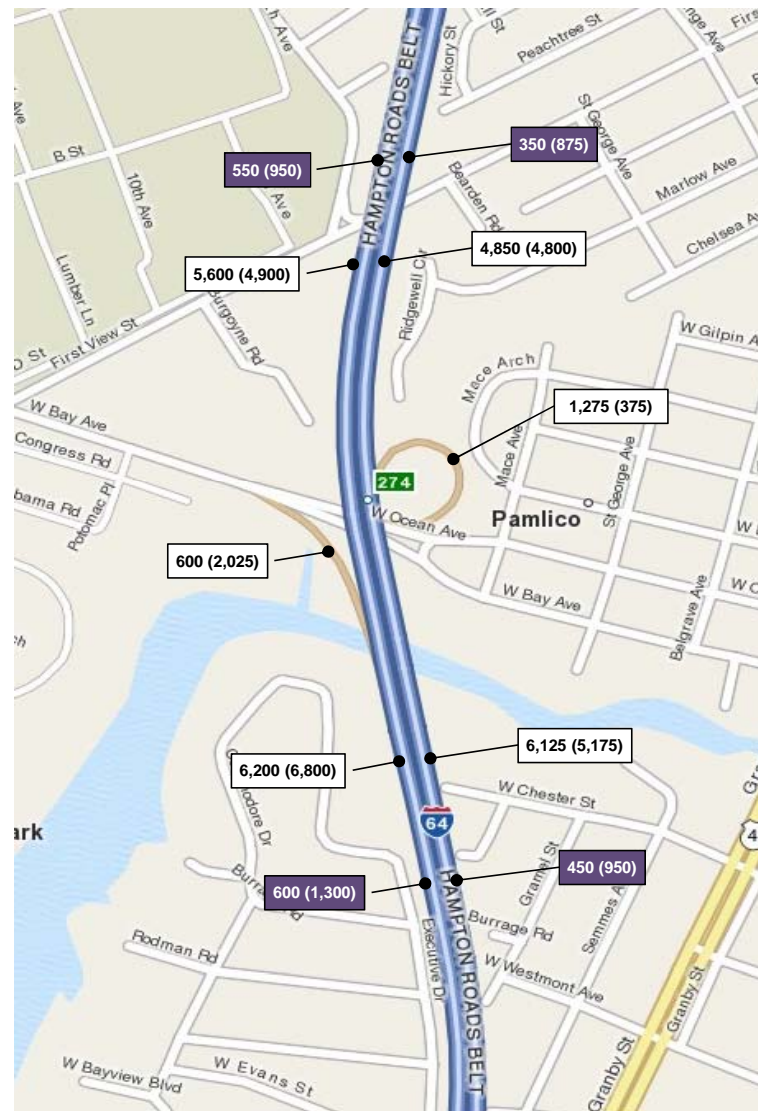 HAMPTON ROADS BELT
Hickory St
Peachtree St
St George Ave
B St
10th Ave
550 (950)
350 (875)
Bearden Rd
Marlow Ave
5,600 (4,900)
4,850 (4,800)
Lumber Ln
Burgoyne Rd
Ridgewell Cir
First View St
W Bay Ave
Mace Arch
1,275 (375)
Congress Rd
Potomac Pl
Mace Ave
St George Ave
274
W Ocean Ave
Pamlico
600 (2,025)
W Bay Ave
Belgrave Ave
6,200 (6,800)
6,125 (5,175)
W Chester St
64
600 (1,300)
450 (950)
Gramel St
Burrage Rd
Executive Dr
HAMPTON ROADS BELT
Rodman Rd
W Westmont Ave
Granby St
Granby St
W Bayview Blvd
W Evans St